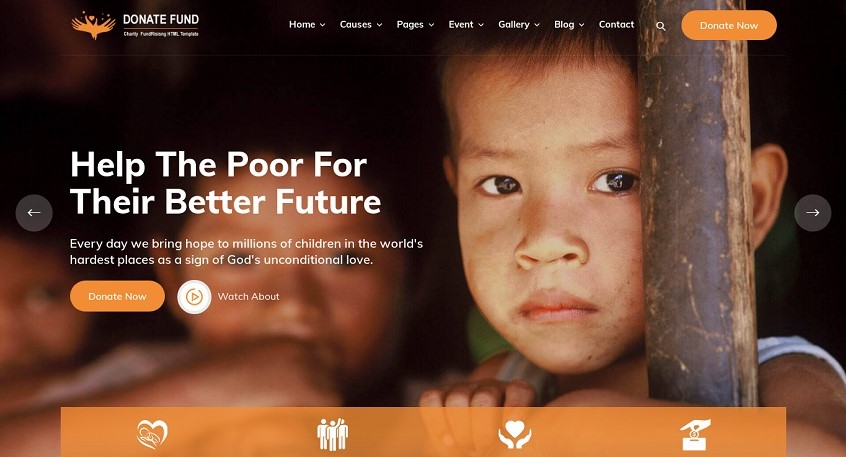 DONATE FUND
Charity FundRisising HTML Template
Home
Causes
Pages
Event
Gallery
Blog
Contact
Donate Now
Help The Poor For
Their Better Future
Every day we bring hope to millions of children in the world's
hardest places as a sign of God's unconditional love.
Donate Now
Watch About